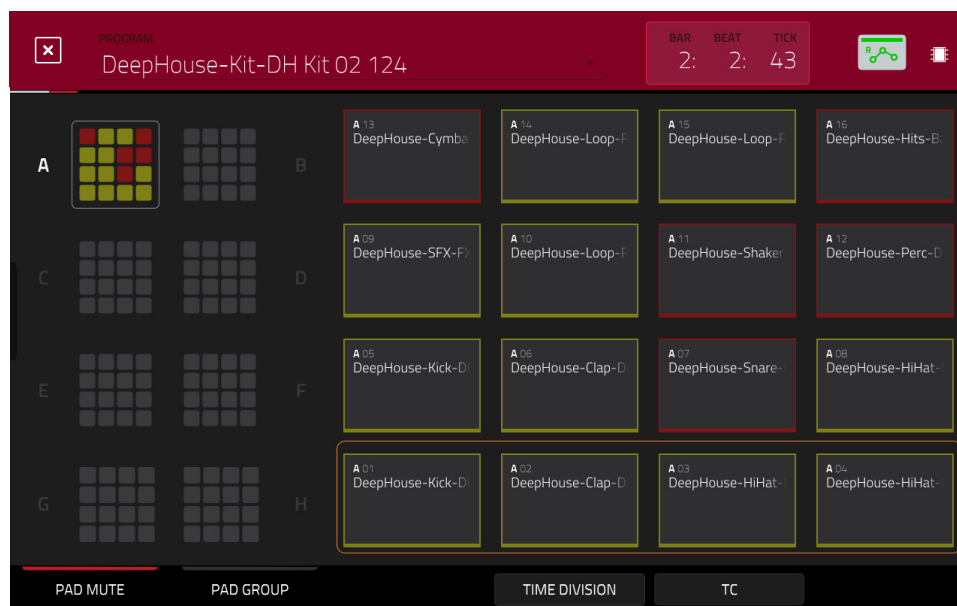 PROGRAM
DeepHouse-Kit-DH Kit 02 124
BAR BEAT TICK
2: 2: 43
R
A
B
C
D
E
F
G
H
A 13
DeepHouse-Cymba
A 14
DeepHouse-Loop-R
A 15
DeepHouse-Loop-R
A 16
DeepHouse-Hits-B
A 09
DeepHouse-SFX-FX
A 10
DeepHouse-Loop-R
A 11
DeepHouse-Shaker
A 12
DeepHouse-Perc-D
A 05
DeepHouse-Kick-D
A 06
DeepHouse-Clap-D
A 07
DeepHouse-Snare-
A 08
DeepHouse-HiHat-
A 01
DeepHouse-Kick-D
A 02
DeepHouse-Clap-D
A 03
DeepHouse-HiHat-
A 04
DeepHouse-HiHat-
PAD MUTE
PAD GROUP
TIME DIVISION
TC